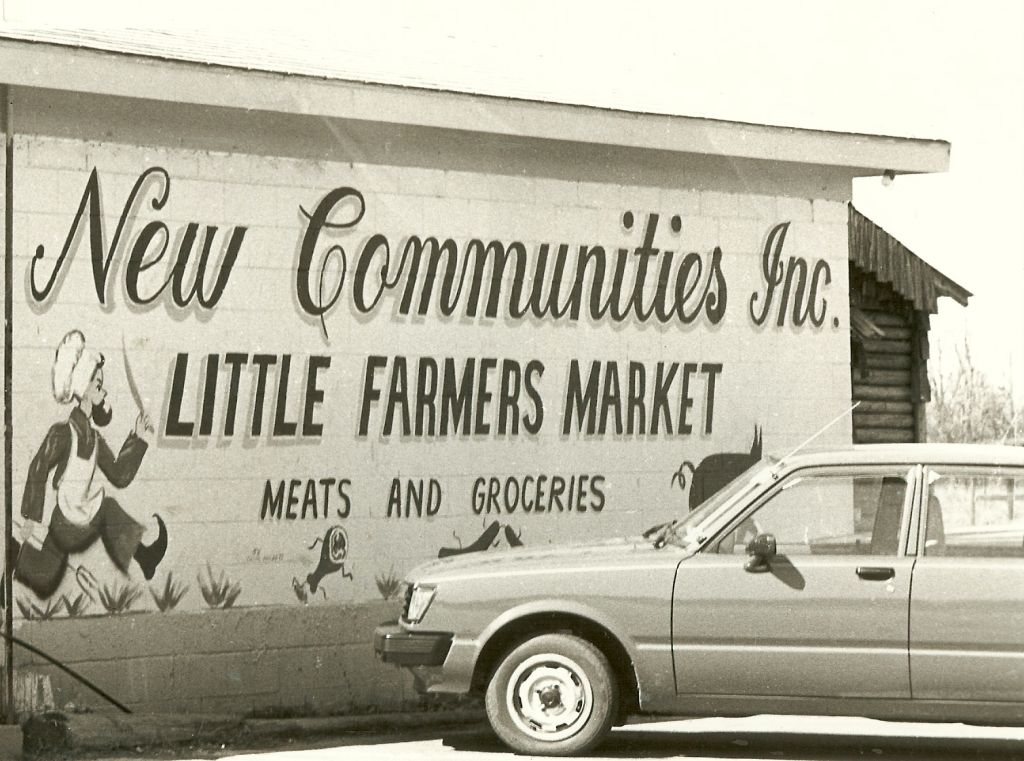 New Communities Inc.
LITTLE FARMERS MARKET
MEATS AND GROCERIES